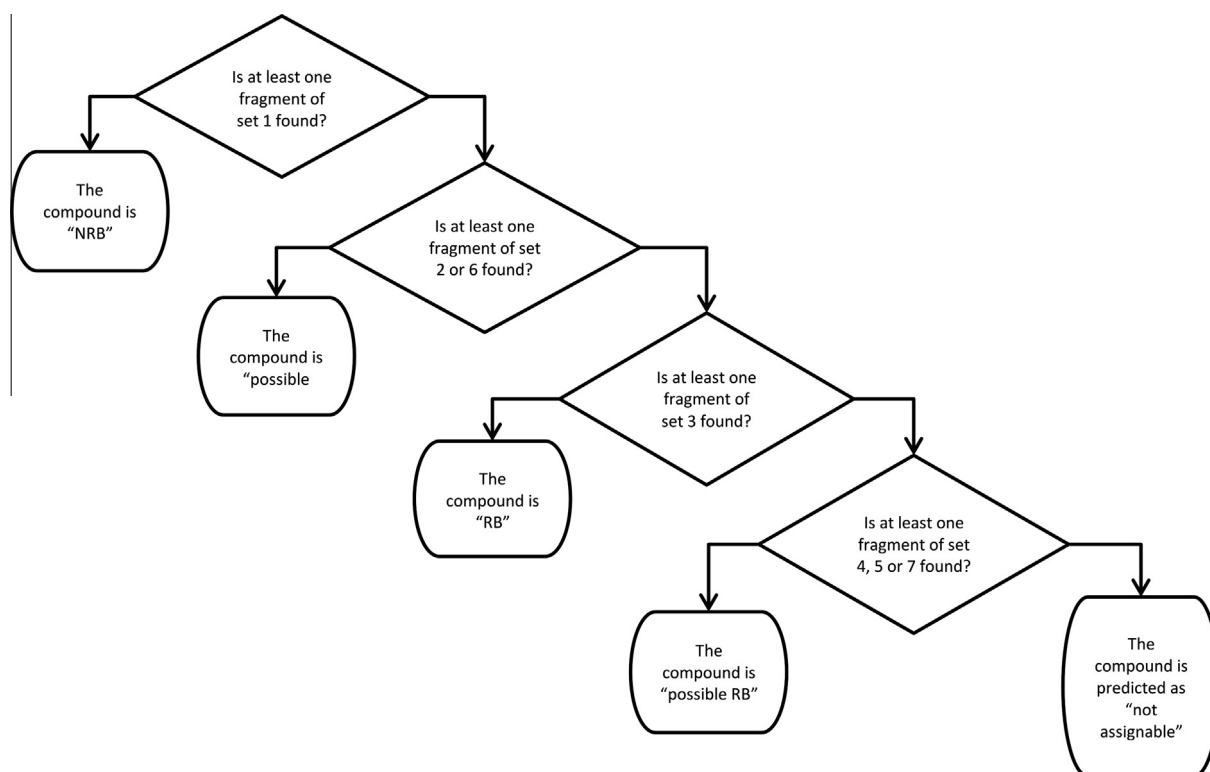 Is at least one
fragment of
set 1 found?
The
compound is
“NRB”
Is at least one
fragment of set
2 or 6 found?
The
compound is
“possible
Is at least one
fragment of
set 3 found?
The
compound is
“RB”
Is at least one
fragment of set
4, 5 or 7 found?
The
compound is
“possible RB”
The
compound is
predicted as
“not
assignable”